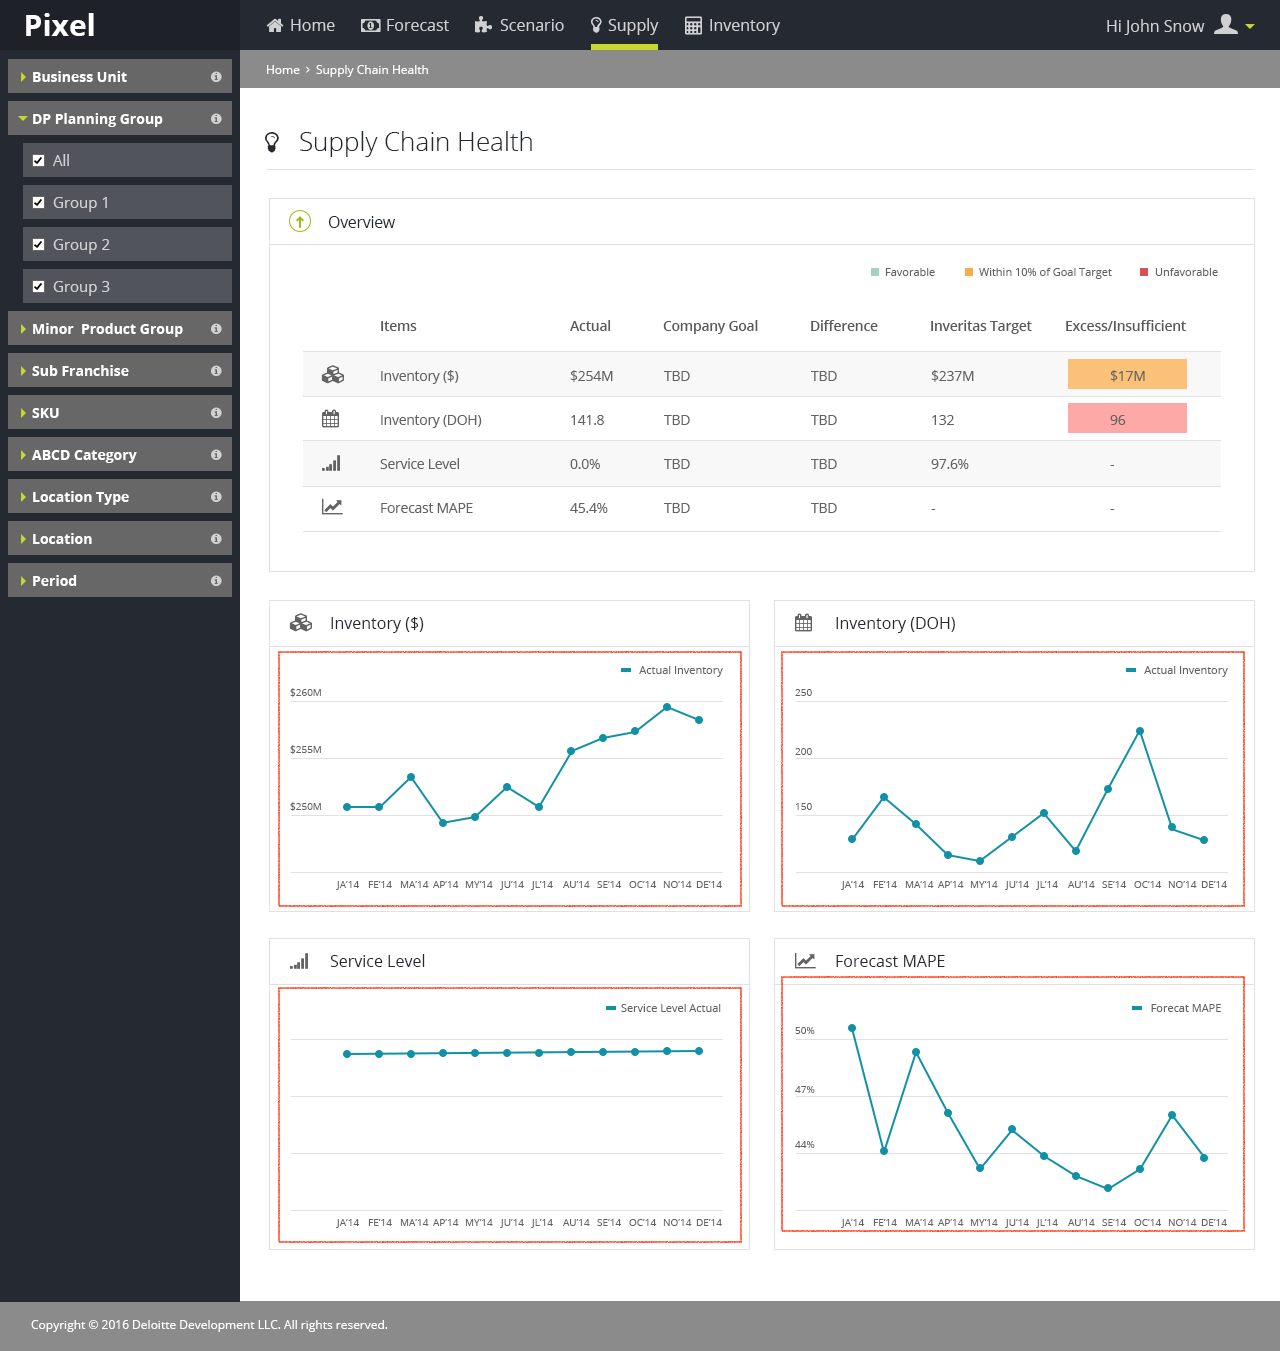 Pixel
Home Forecast Scenario Supply Inventory Hi John Snow
Home > Supply Chain Health
Business Unit
DP Planning Group
All
Group 1
Group 2
Group 3
Minor Product Group
Sub Franchise
SKU
ABCD Category
Location Type
Location
Period
Supply Chain Health
Overview
Favorable Within 10% of Goal Target Unfavorable
Items Actual Company Goal Difference Inveritas Target Excess/Insufficient
Inventory ($) $254M TBD TBD $237M $17M
Inventory (DOH) 141.8 TBD TBD 132 96
Service Level 0.0% TBD TBD 97.6% -
Forecast MAPE 45.4% TBD TBD - -
Inventory ($)
Actual Inventory
$260M
$255M
$250M
JA'14 FE'14 MA'14 AP'14 MY'14 JU'14 JL'14 AU'14 SE'14 OC'14 NO'14 DE'14
Inventory (DOH)
Actual Inventory
250
200
150
JA'14 FE'14 MA'14 AP'14 MY'14 JU'14 JL'14 AU'14 SE'14 OC'14 NO'14 DE'14
Service Level
Service Level Actual
JA'14 FE'14 MA'14 AP'14 MY'14 JU'14 JL'14 AU'14 SE'14 OC'14 NO'14 DE'14
Forecast MAPE
Forecat MAPE
50%
47%
44%
JA'14 FE'14 MA'14 AP'14 MY'14 JU'14 JL'14 AU'14 SE'14 OC'14 NO'14 DE'14
Copyright © 2016 Deloitte Development LLC. All rights reserved.